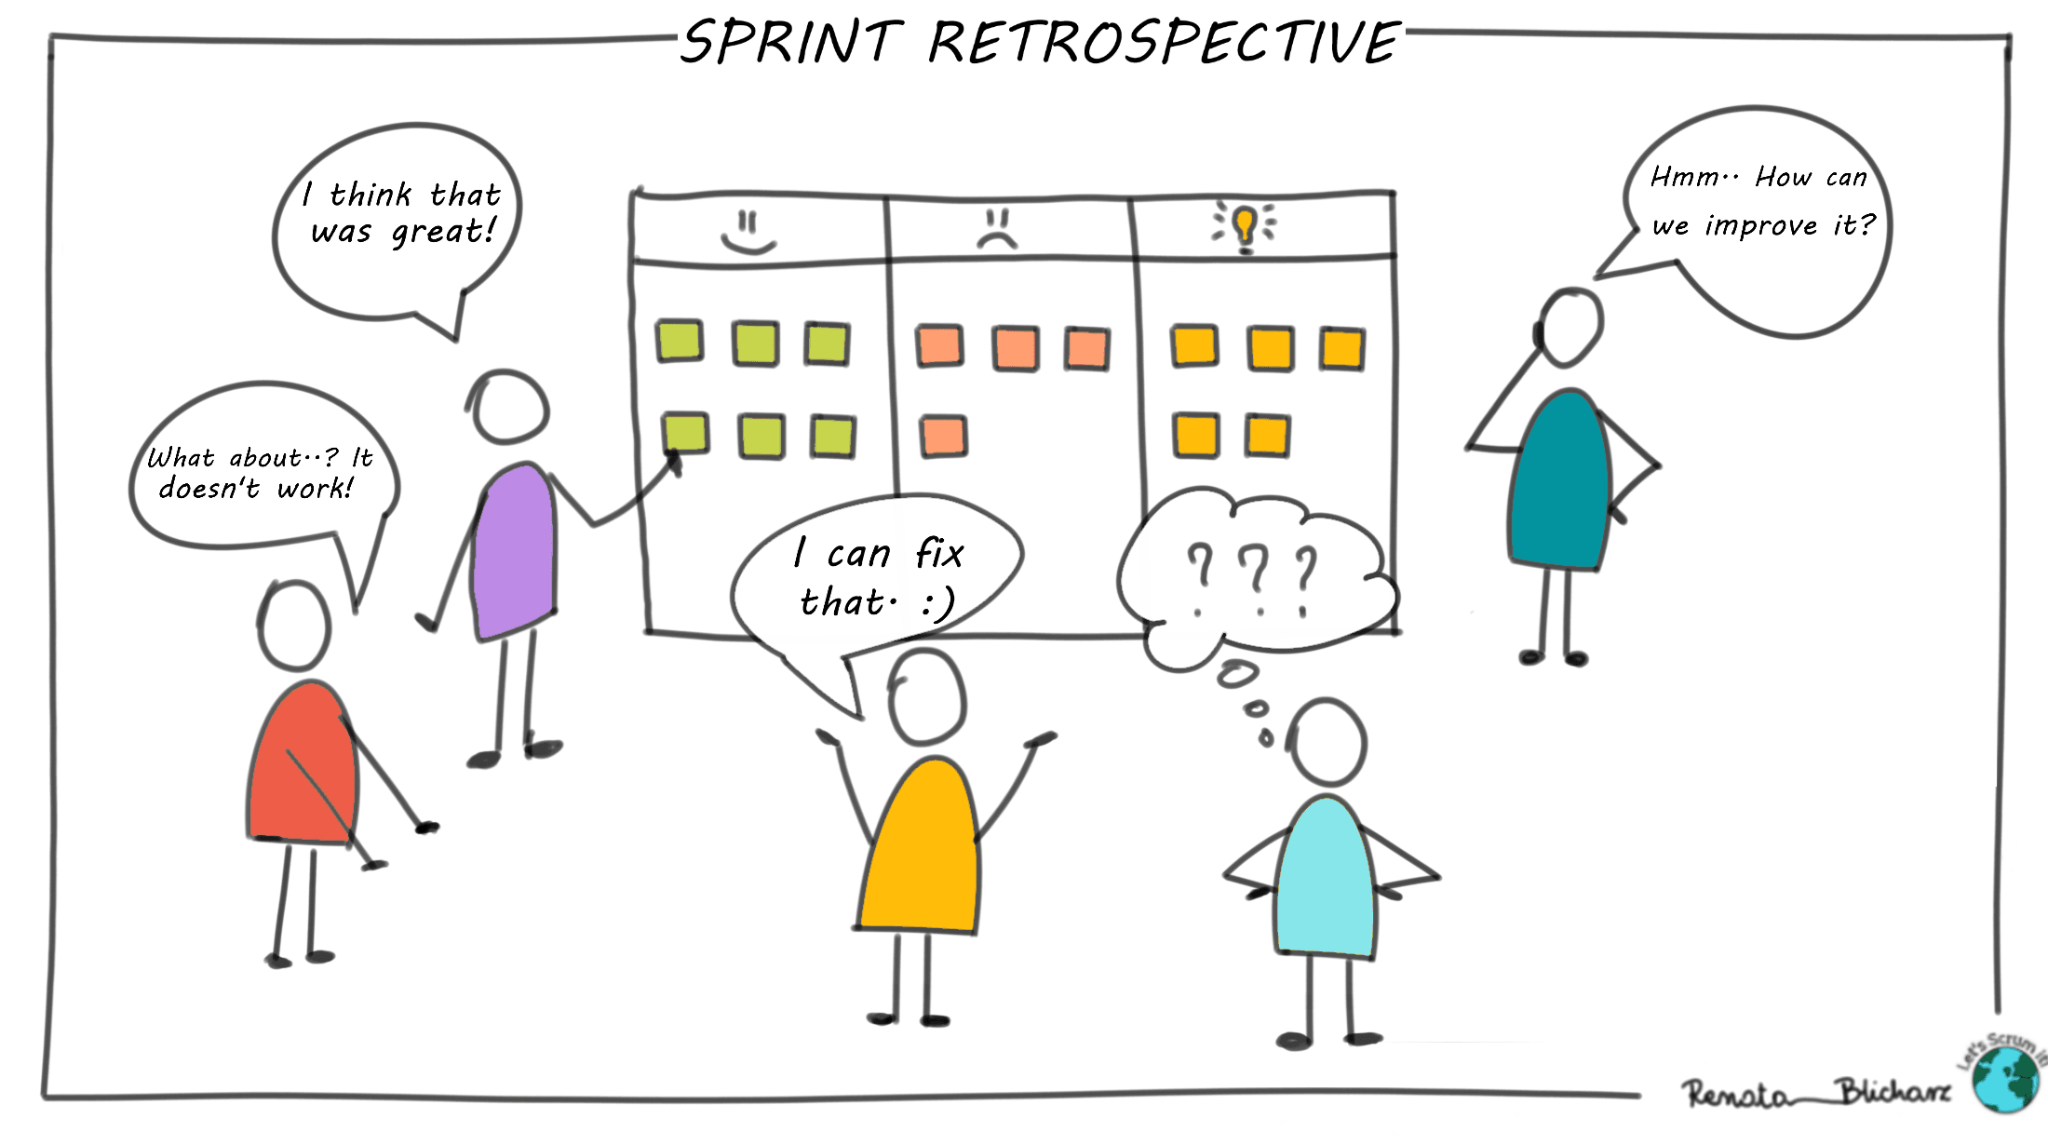 SPRINT RETROSPECTIVE
I think that
was great!
Hmm.. How can
we improve it?
What about..? It
doesn't work!
I can fix
that. :)
? ? ?
Renata Blicharz
Let's Scrum it